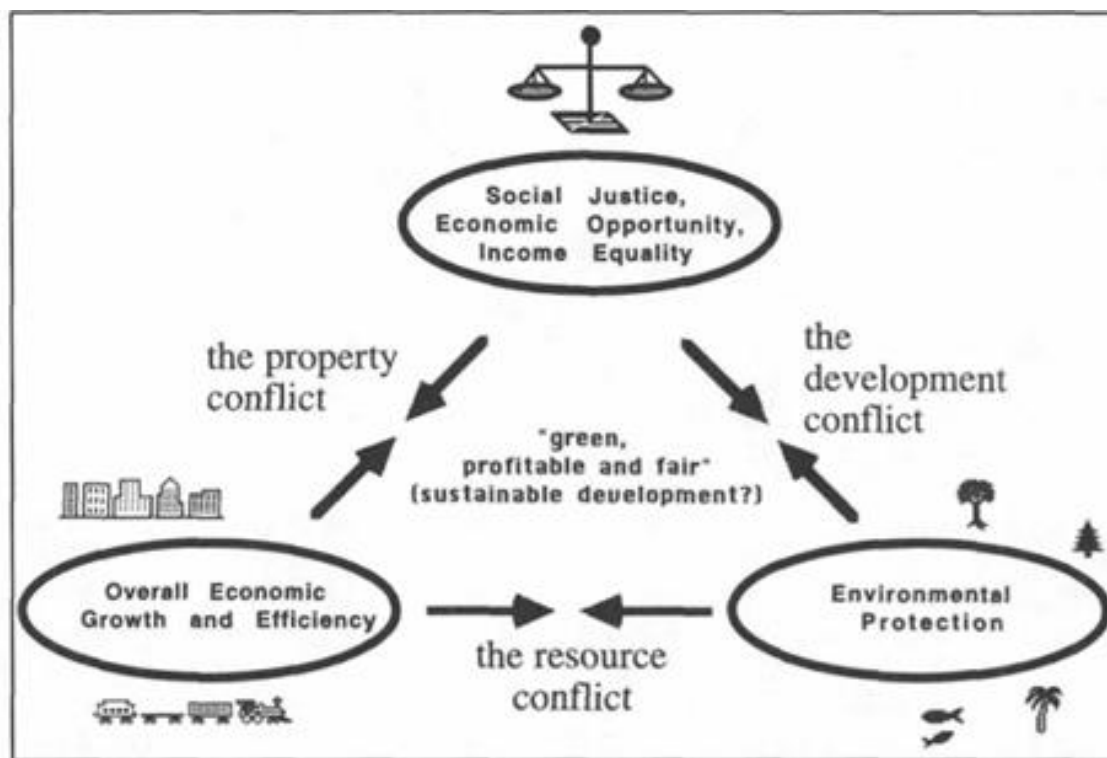 Social Justice,
Economic Opportunity,
Income Equality
the property
conflict
the
development
conflict
"green,
profitable and fair"
(sustainable development?)
Overall Economic
Growth and Efficiency
Environmental
Protection
the resource
conflict